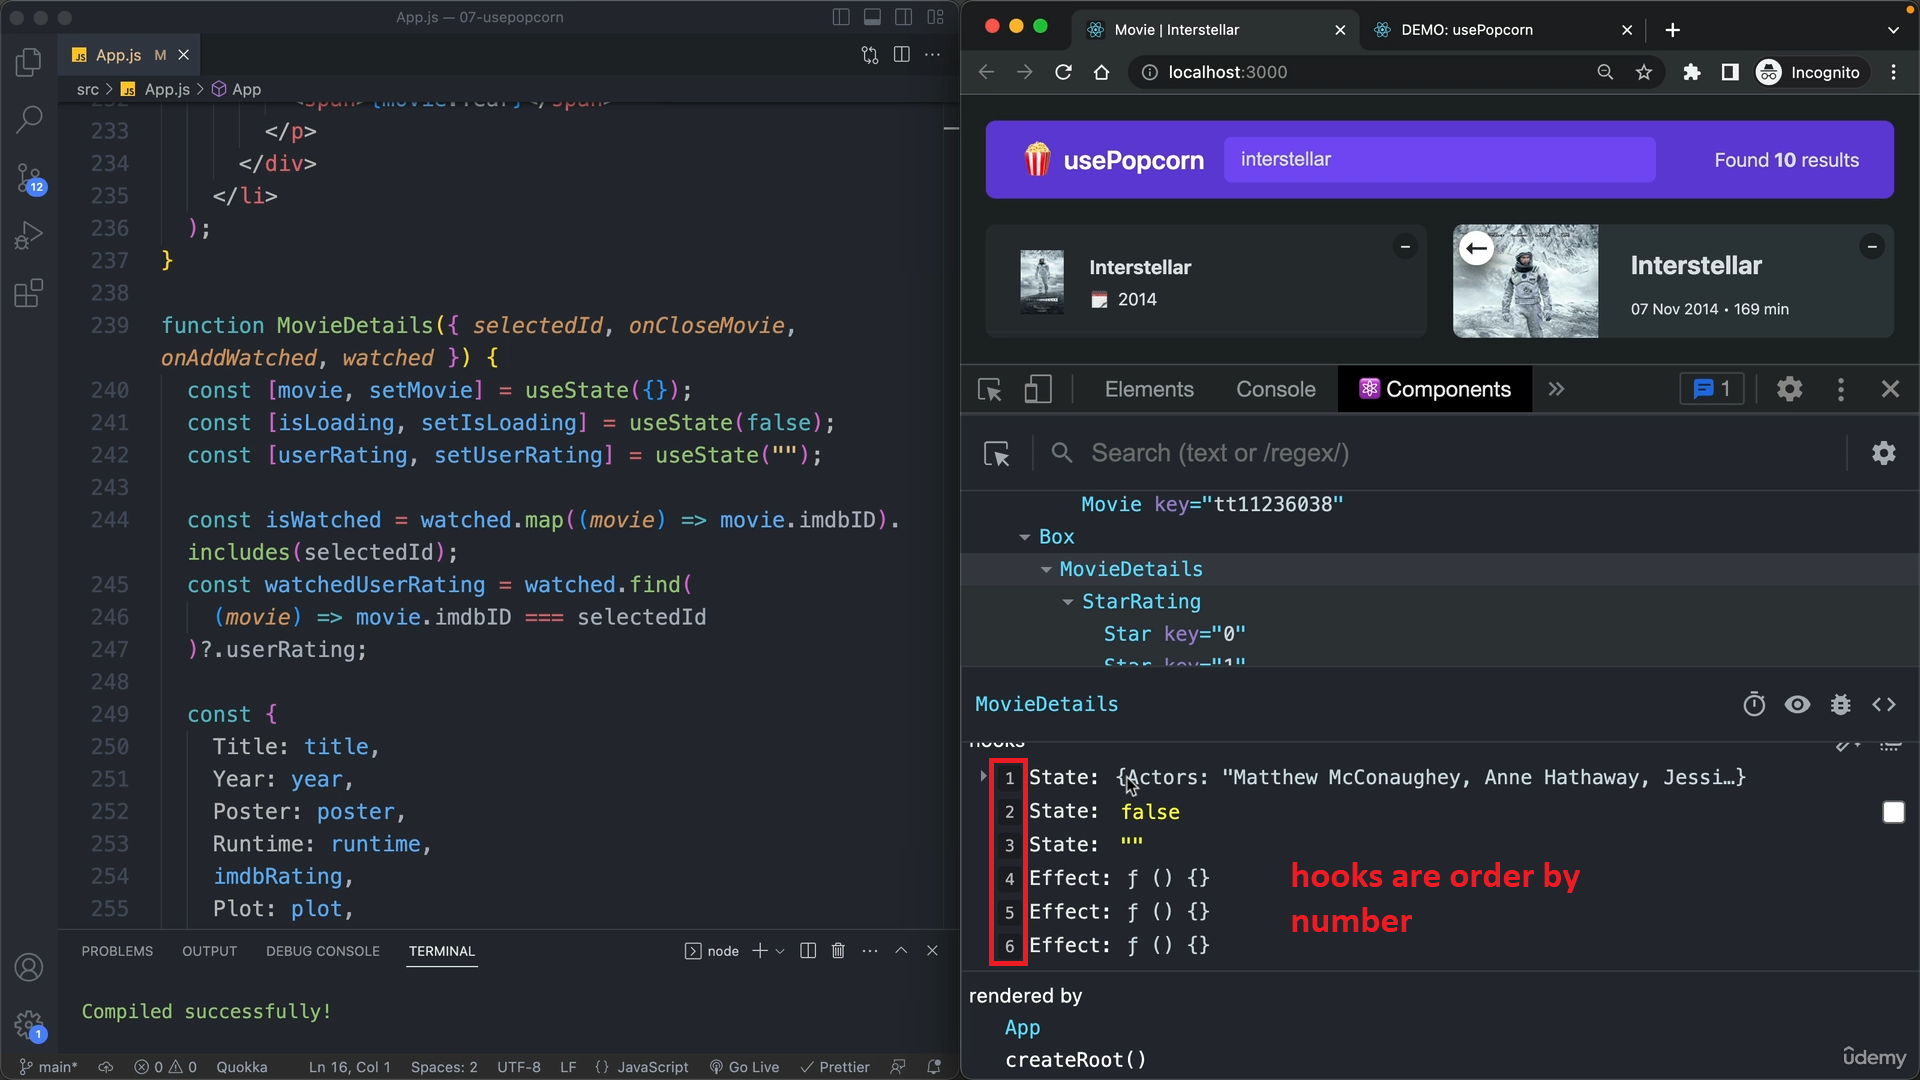 App.js — 07-usepopcorn
App.js M
src > App.js > App
<span>{movie.Year}</span>
233 </p>
234 </div>
235 </li>
236 );
237 }
238
239 function MovieDetails({ selectedId, onCloseMovie,
onAddWatched, watched }) {
240 const [movie, setMovie] = useState({});
241 const [isLoading, setIsLoading] = useState(false);
242 const [userRating, setUserRating] = useState("");
243
244 const isWatched = watched.map((movie) => movie.imdbID).
includes(selectedId);
245 const watchedUserRating = watched.find(
246 (movie) => movie.imdbID === selectedId
247 )?.userRating;
248
249 const {
250 Title: title,
251 Year: year,
252 Poster: poster,
253 Runtime: runtime,
254 imdbRating,
255 Plot: plot,
12
1
PROBLEMS OUTPUT DEBUG CONSOLE TERMINAL node
Compiled successfully!
main* 0 0 Quokka Ln 16, Col 1 Spaces: 2 UTF-8 LF {} JavaScript Go Live Prettier
Movie | Interstellar
DEMO: usePopcorn
localhost:3000
Incognito
usePopcorn
interstellar
Found 10 results
Interstellar
2014
Interstellar
07 Nov 2014 • 169 min
Elements Console Components 1
Search (text or /regex/)
Movie key="tt11236038"
Box
MovieDetails
StarRating
Star key="0"
Star key="1"
MovieDetails
hooks
1 State: {Actors: "Matthew McConaughey, Anne Hathaway, Jessi…}
2 State: false
3 State: ""
4 Effect: ƒ () {}
5 Effect: ƒ () {}
6 Effect: ƒ () {}
hooks are order by
number
rendered by
App
createRoot()
udemy